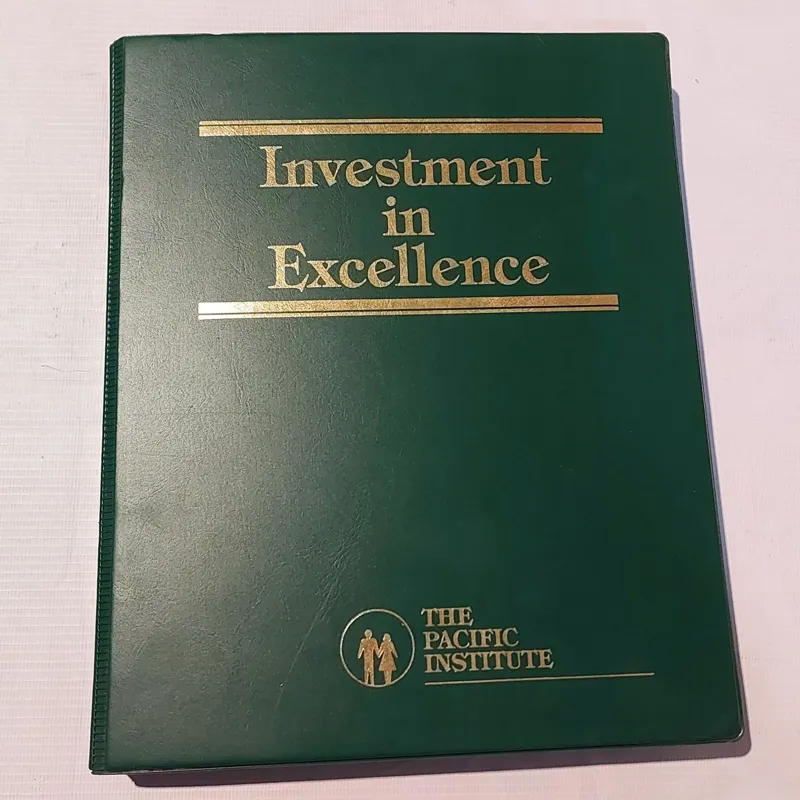 Investment
in
Excellence
THE
PACIFIC
INSTITUTE